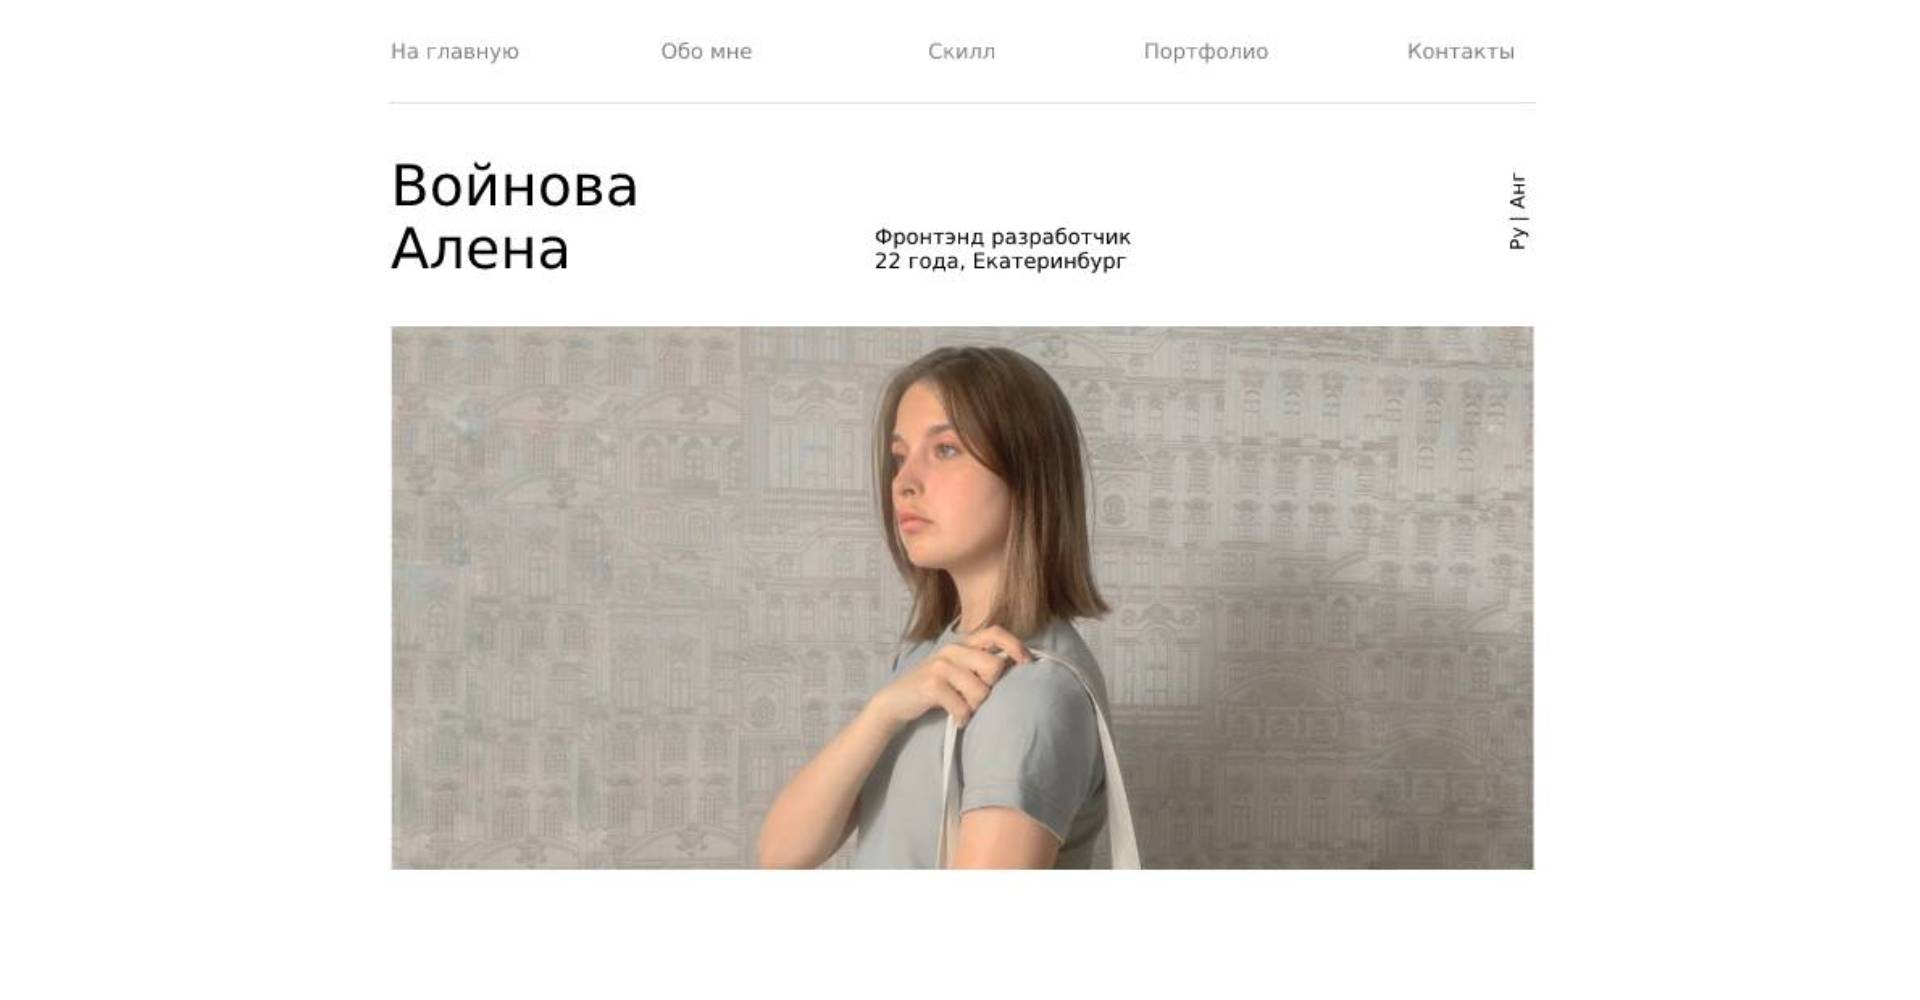 На главную Обо мне Скилл Портфолио Контакты
Войнова
Алена
Фронтэнд разработчик
22 года, Екатеринбург
Ру | Анг